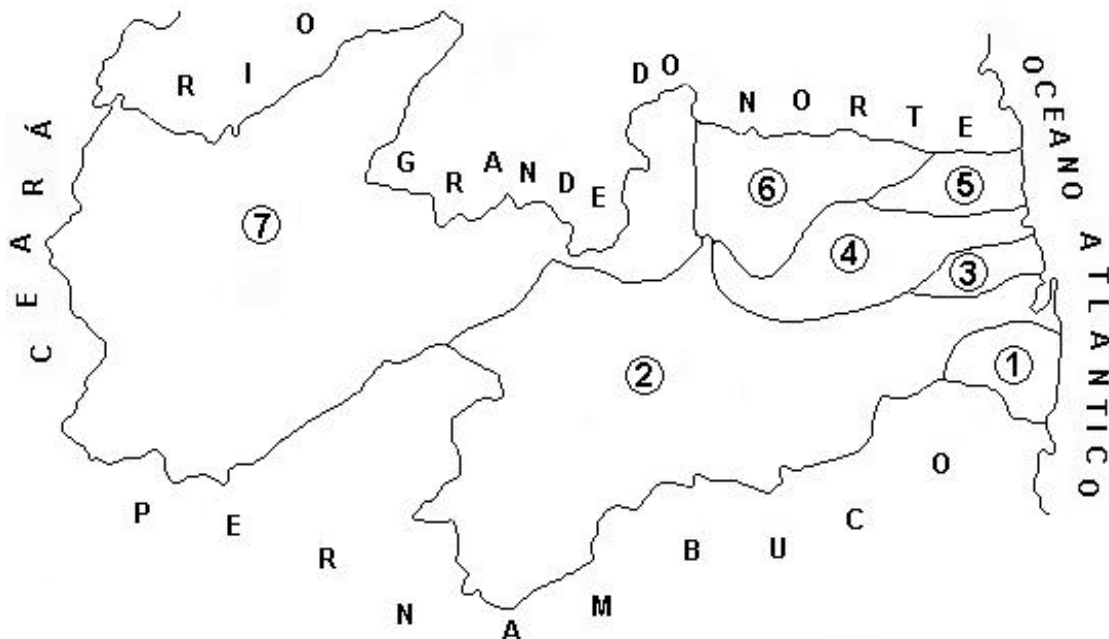 RIO
GRANDE
DO
NORTE
OCEANO ATLANTICO
CEARÁ
6
5
7
4
3
1
2
PERNAMBUCO